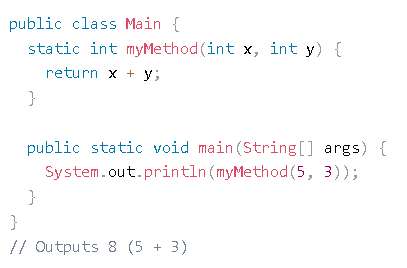 public class Main {
  static int myMethod(int x, int y) {
    return x + y;
  }

  public static void main(String[] args) {
    System.out.println(myMethod(5, 3));
  }
}
// Outputs 8 (5 + 3)